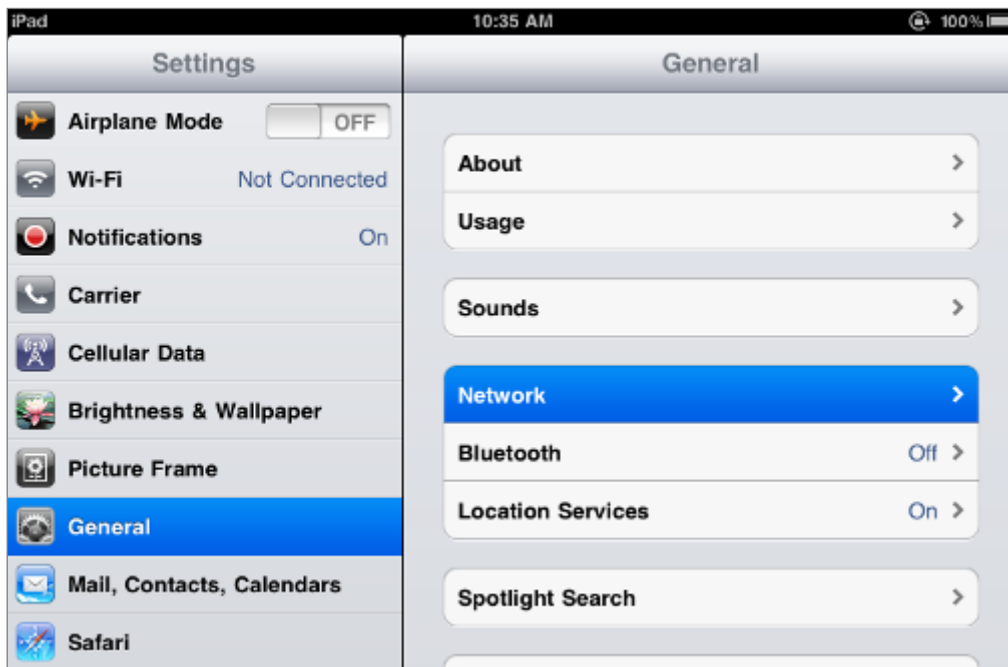 iPad 10:35 AM 100%
Settings
Airplane Mode OFF
Wi-Fi Not Connected
Notifications On
Carrier
Cellular Data
Brightness & Wallpaper
Picture Frame
General
Mail, Contacts, Calendars
Safari
General
About
Usage
Sounds
Network
Bluetooth Off
Location Services On
Spotlight Search